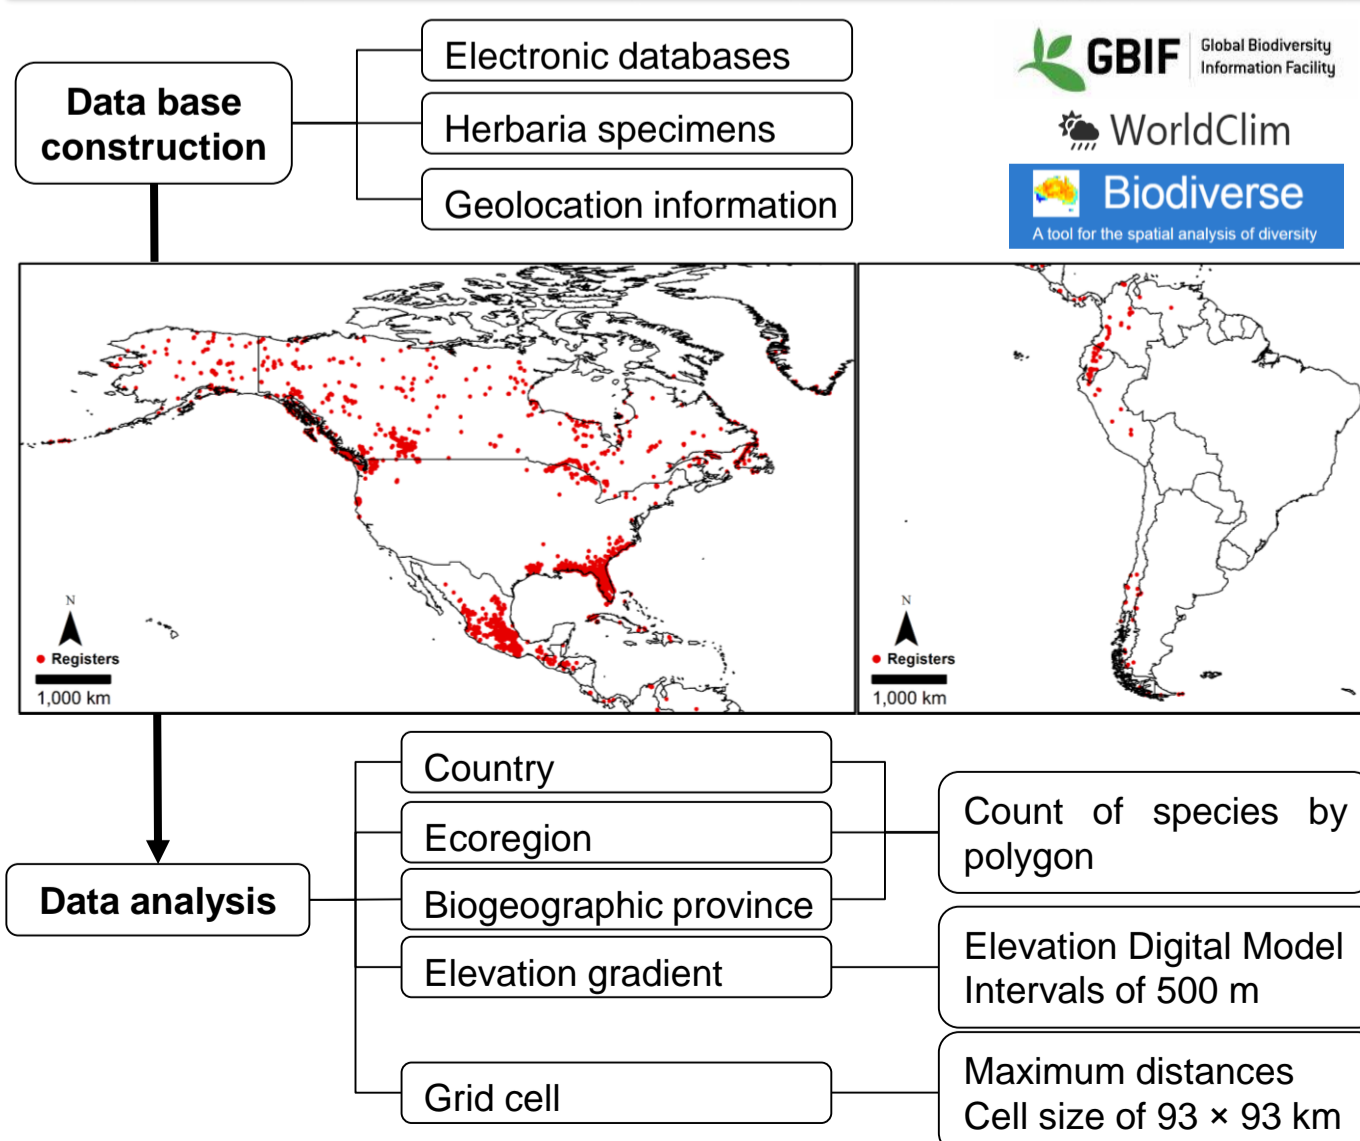 Data base
construction
Electronic databases
Herbaria specimens
Geolocation information
GBIF
Global Biodiversity
Information Facility
WorldClim
Biodiverse
A tool for the spatial analysis of diversity
N
Registers
1,000 km
N
Registers
1,000 km
Data analysis
Country
Ecoregion
Biogeographic province
Elevation gradient
Grid cell
Count of species by
polygon
Elevation Digital Model
Intervals of 500 m
Maximum distances
Cell size of 93 × 93 km